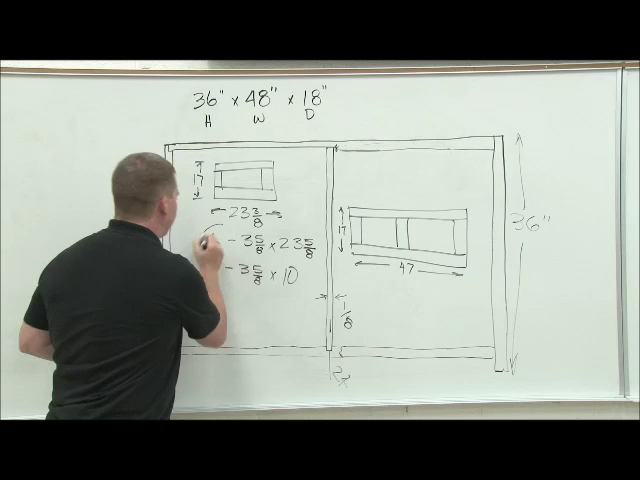 36" x 48" x 18"
H W D
17
23 3/8
- 3 5/8 x 23 5/8
- 3 5/8 x 10
17
47
1/8
36"